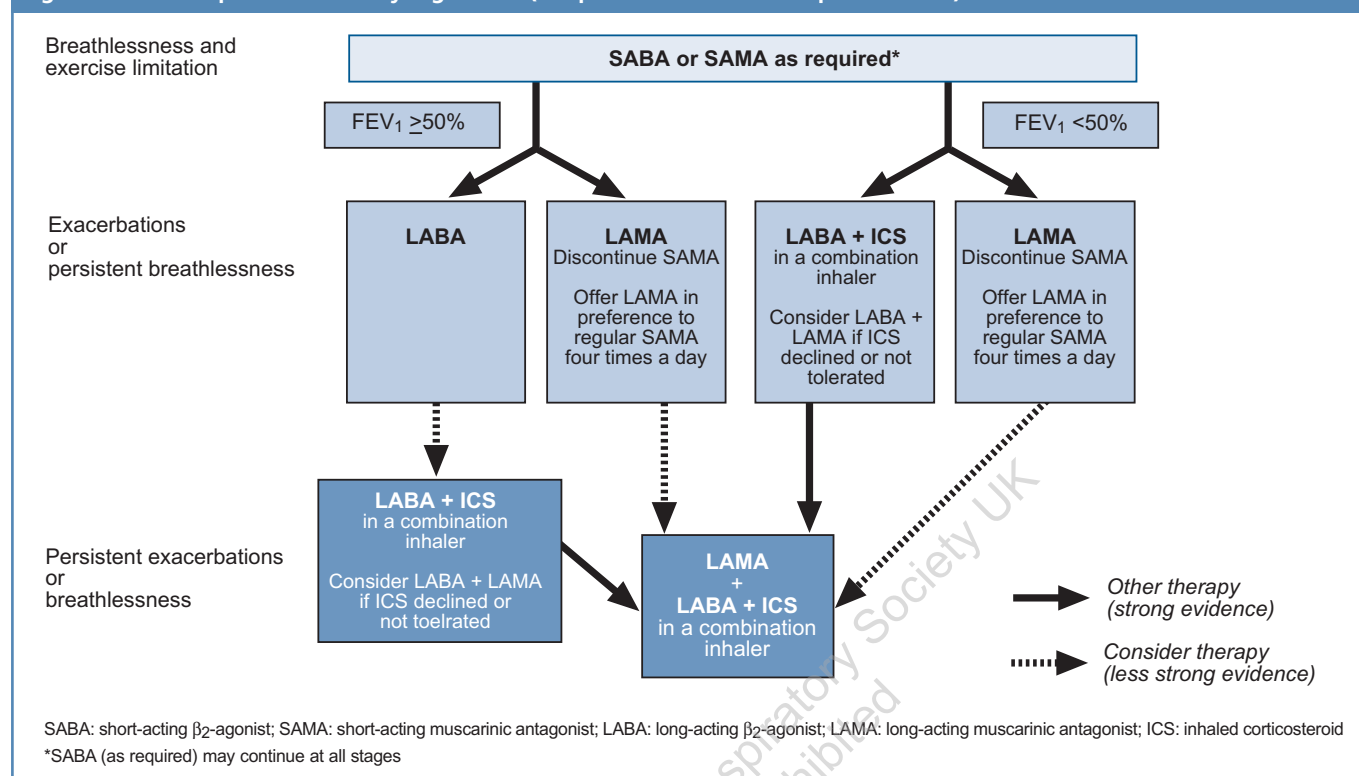 Breathlessness and
exercise limitation
SABA or SAMA as required*
FEV1 ≥50%
FEV1 <50%
Exacerbations
or
persistent breathlessness
LABA
LAMA
Discontinue SAMA
Offer LAMA in
preference to
regular SAMA
four times a day
LABA + ICS
in a combination
inhaler
Consider LABA +
LAMA if ICS
declined or not
tolerated
LAMA
Discontinue SAMA
Offer LAMA in
preference to
regular SAMA
four times a day
Persistent exacerbations
or
breathlessness
LABA + ICS
in a combination
inhaler
Consider LABA + LAMA
if ICS declined or
not toelrated
LAMA
+
LABA + ICS
in a combination
inhaler
Other therapy
(strong evidence)
Consider therapy
(less strong evidence)
SABA: short-acting β2-agonist; SAMA: short-acting muscarinic antagonist; LABA: long-acting β2-agonist; LAMA: long-acting muscarinic antagonist; ICS: inhaled corticosteroid
*SABA (as required) may continue at all stages
Society UK